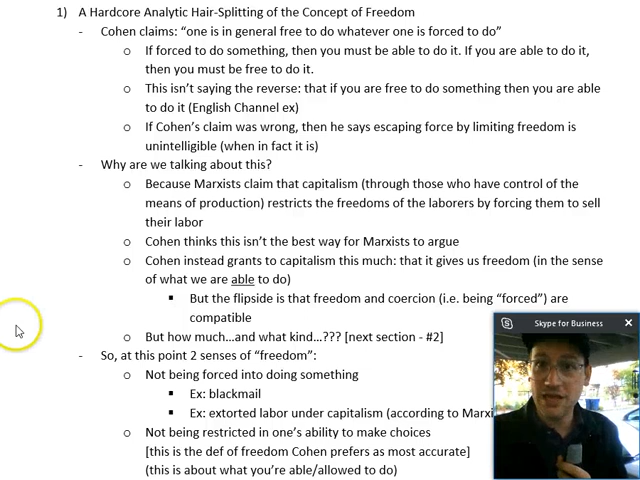 1) A Hardcore Analytic Hair-Splitting of the Concept of Freedom
- Cohen claims: “one is in general free to do whatever one is forced to do”
o If forced to do something, then you must be able to do it. If you are able to do it,
then you must be free to do it.
o This isn’t saying the reverse: that if you are free to do something then you are able
to do it (English Channel ex)
o If Cohen’s claim was wrong, then he says escaping force by limiting freedom is
unintelligible (when in fact it is)
- Why are we talking about this?
o Because Marxists claim that capitalism (through those who have control of the
means of production) restricts the freedoms of the laborers by forcing them to sell
their labor
o Cohen thinks this isn’t the best way for Marxists to argue
o Cohen instead grants to capitalism this much: that it gives us freedom (in the sense
of what we are able to do)
▪ But the flipside is that freedom and coercion (i.e. being “forced”) are
compatible
o But how much…and what kind…??? [next section - #2]
- So, at this point 2 senses of “freedom”:
o Not being forced into doing something
▪ Ex: blackmail
▪ Ex: extorted labor under capitalism (according to Marxi
o Not being restricted in one’s ability to make choices
[this is the def of freedom Cohen prefers as most accurate]
(this is about what you’re able/allowed to do)
Skype for Business